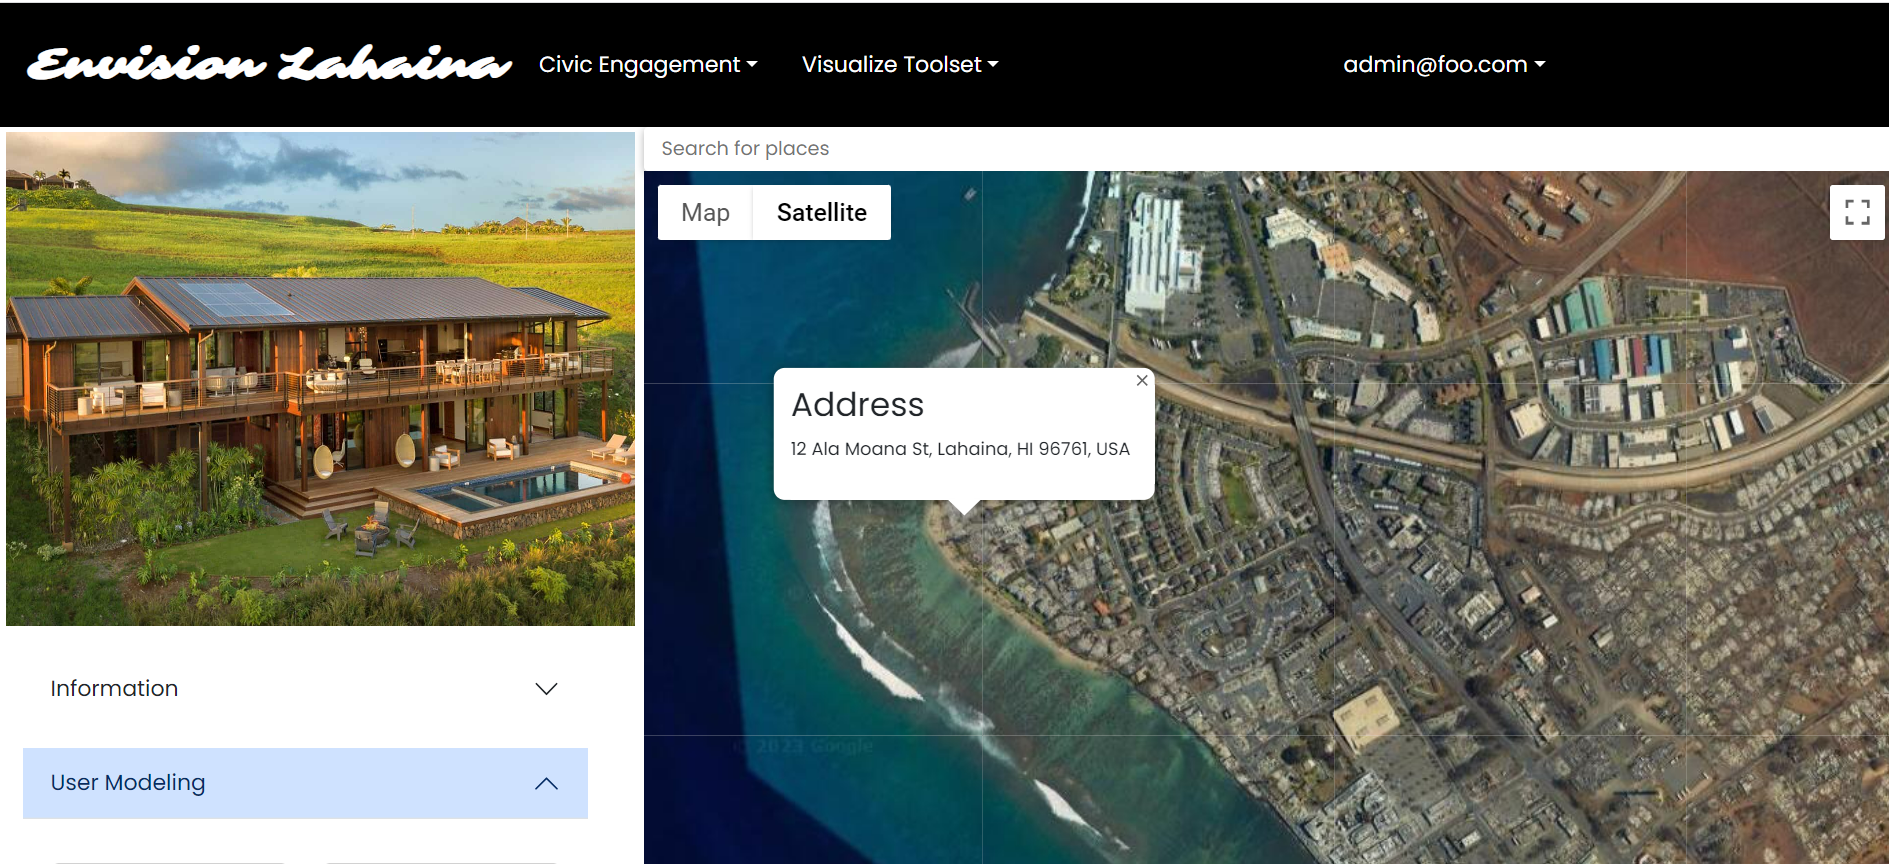 Envision Lahaina
Civic Engagement
Visualize Toolset
admin@foo.com
Search for places
Map
Satellite
Address
12 Ala Moana St, Lahaina, HI 96761, USA
Information
User Modeling
© 2023 Google